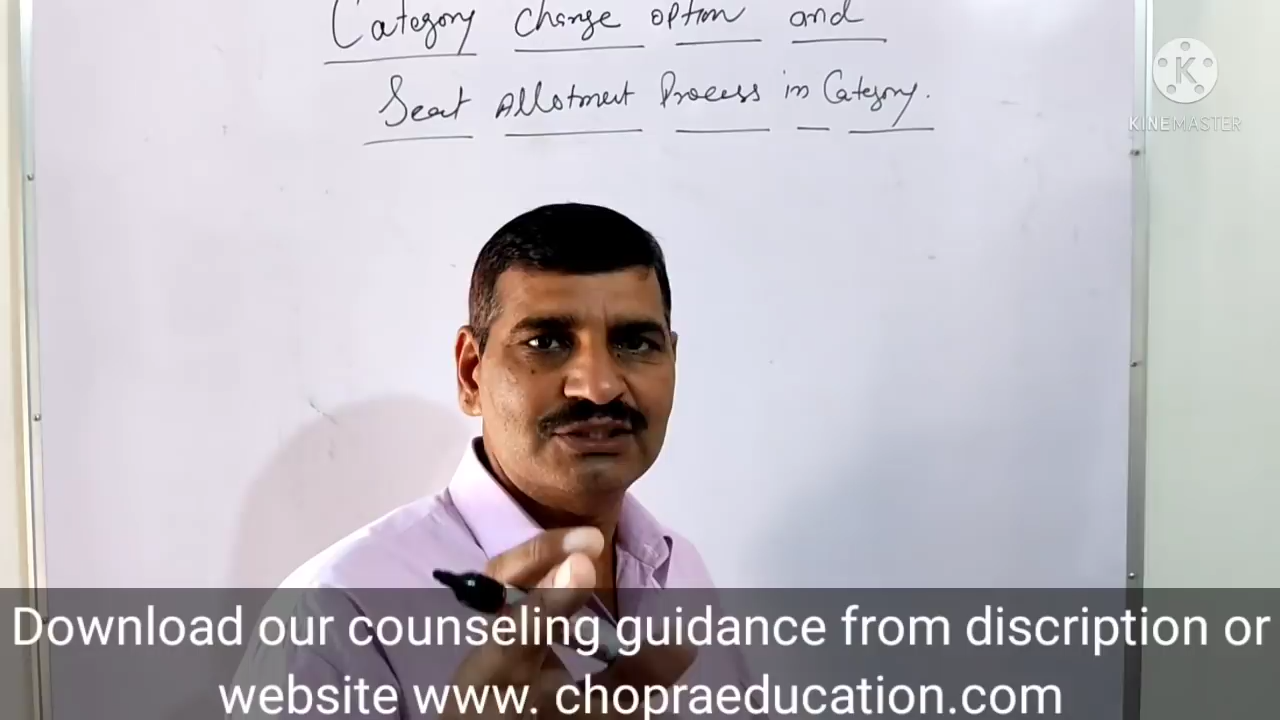 Category change option and
Seat Allotment Process in Category.
K
KINEMASTER
Download our counseling guidance from discription or
website www. chopraeducation.com